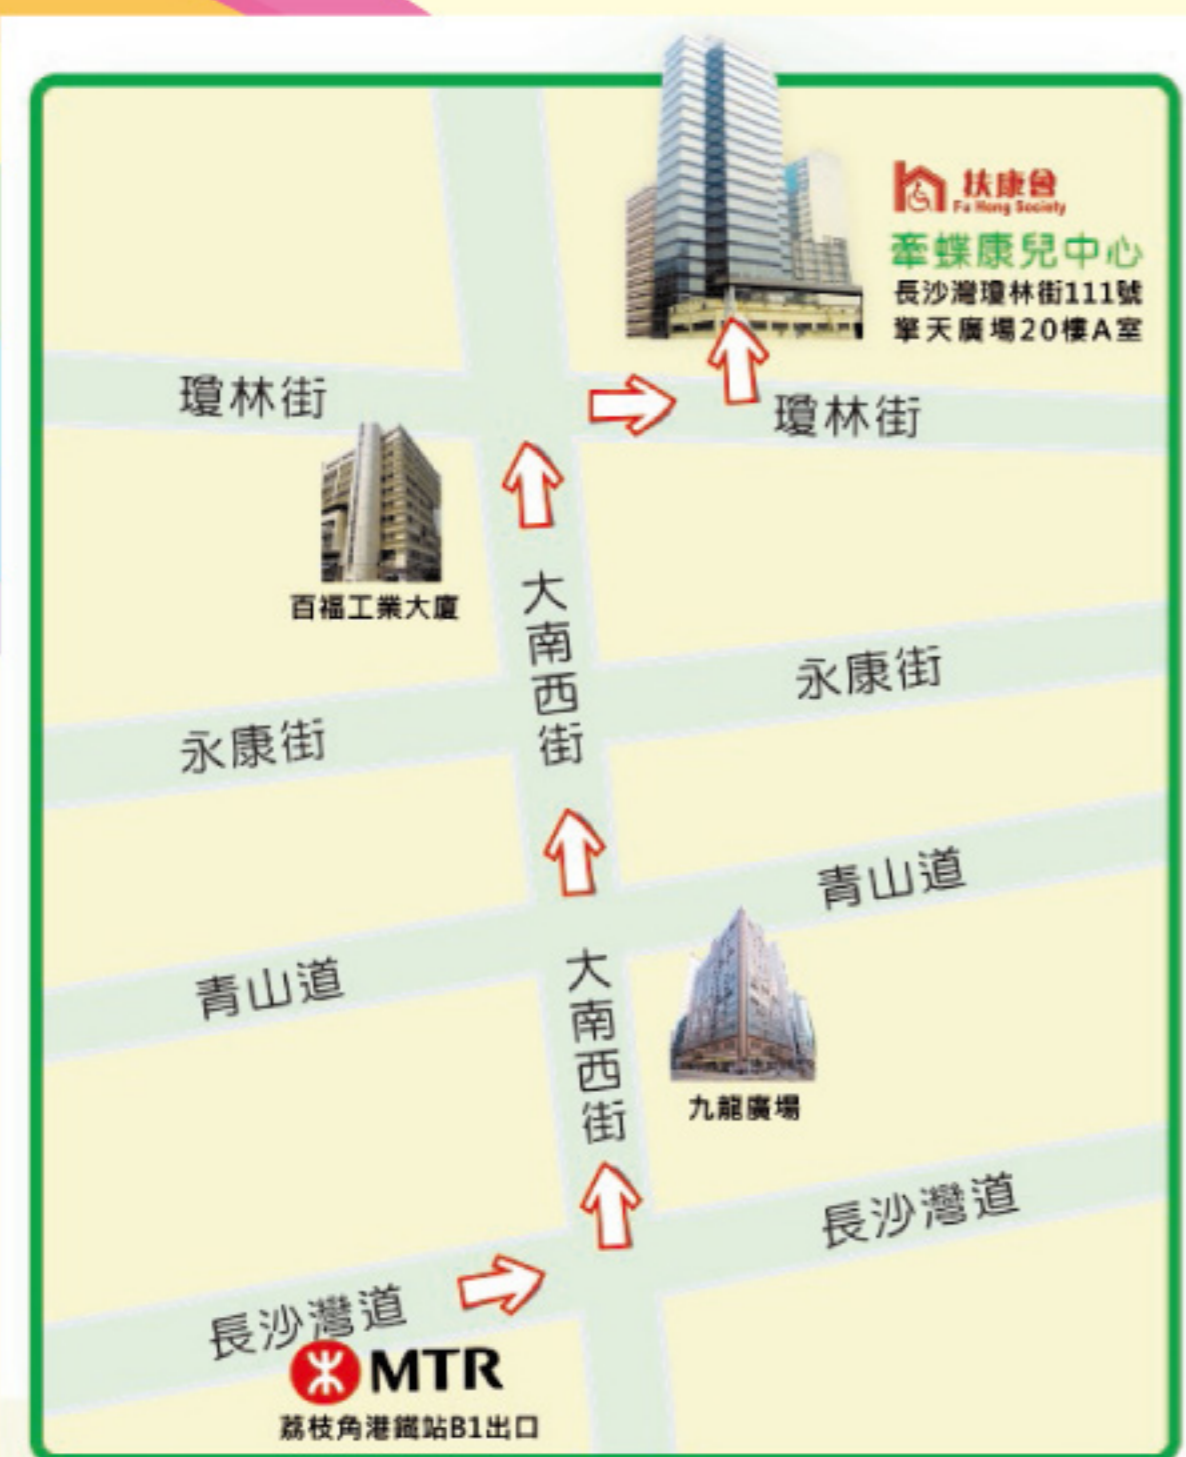 扶康會
Fu Hong Society
牽蝶康兒中心
長沙灣瓊林街111號
擎天廣場20樓A室
瓊林街
瓊林街
百福工業大廈
大南西街
永康街
永康街
青山道
青山道
大南西街
九龍廣場
長沙灣道
長沙灣道
MTR
荔枝角港鐵站B1出口